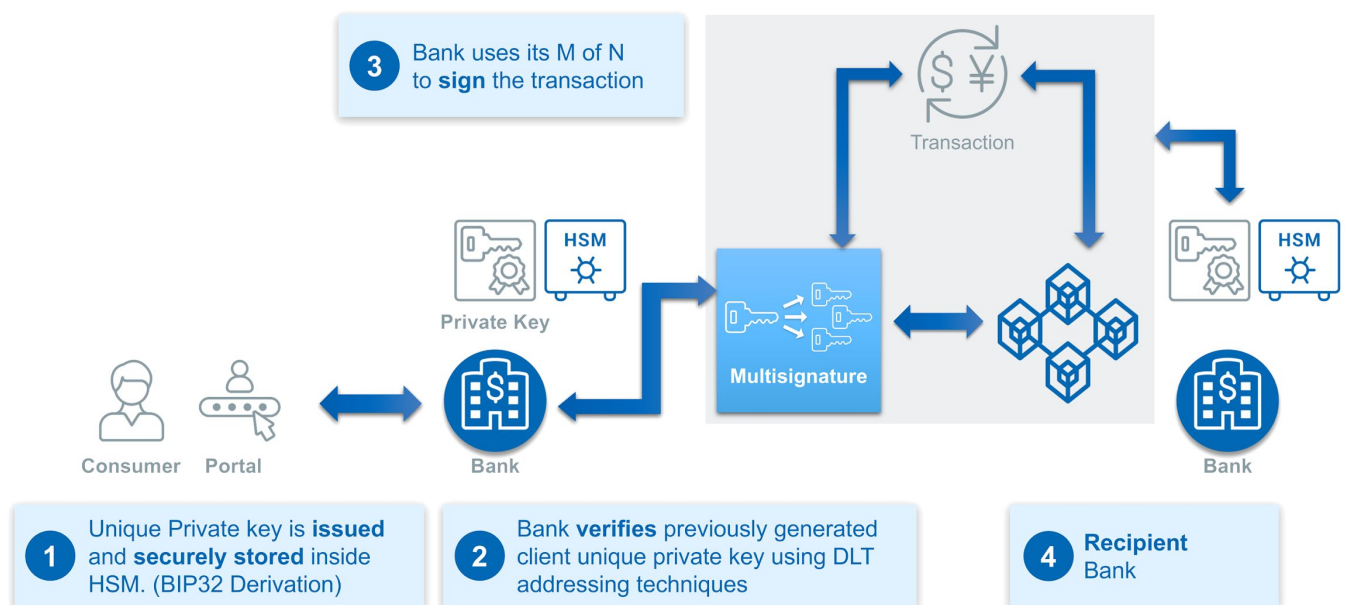 3
Bank uses its M of N
to sign the transaction
$ ¥
Transaction
HSM
Private Key
Multisignature
HSM
$
$
Consumer
Portal
Bank
Bank
1
Unique Private key is issued
and securely stored inside
HSM. (BIP32 Derivation)
2
Bank verifies previously generated
client unique private key using DLT
addressing techniques
4
Recipient
Bank